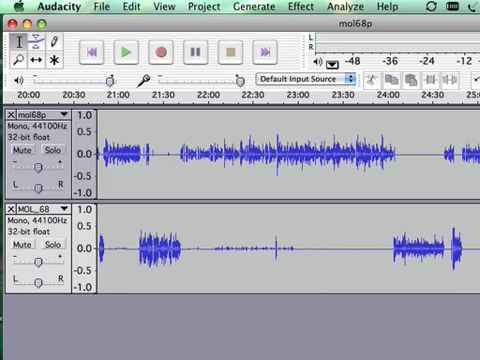 Audacity File Edit View Project Generate Effect Analyze Help
mol68p
-48 -36 -24 -12
Default Input Source
20:00 20:30 21:00 21:30 22:00 22:30 23:00 23:30 24:00 24:30 25:0
mol68p
Mono, 44100Hz
32-bit float
Mute Solo
- +
L R
1.0
0.5
0.0
-0.5
-1.0
MOL_68
Mono, 44100Hz
32-bit float
Mute Solo
- +
L R
1.0
0.5
0.0
-0.5
-1.0